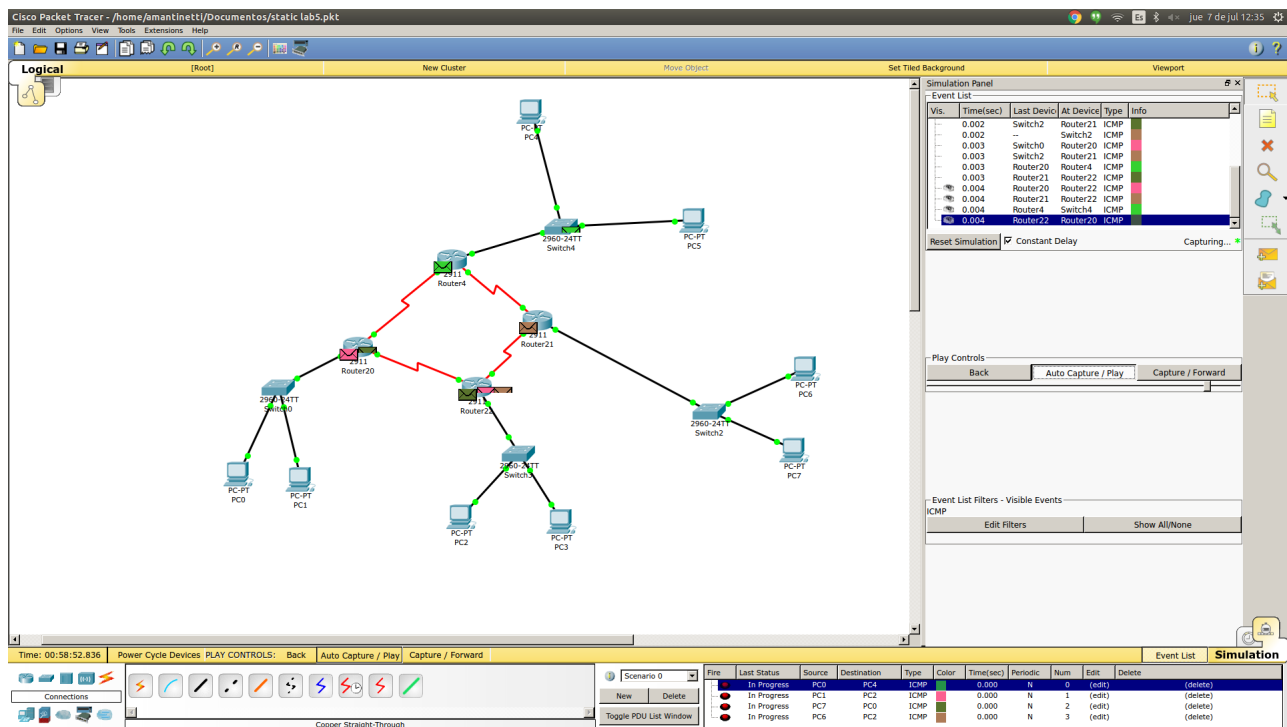 Cisco Packet Tracer - /home/amantinetti/Documentos/static lab5.pkt
Es
jue 7 de jul 12:35
File Edit Options View Tools Extensions Help
Logical
[Root]
New Cluster
Move Object
Set Tiled Background
Viewport
Simulation Panel
Event List
Vis. Time(sec) Last Devic At Device Type Info
0.002 Switch2 Router21 ICMP
0.002 -- Switch2 ICMP
0.003 Switch0 Router20 ICMP
0.003 Switch2 Router21 ICMP
0.003 Router20 Router4 ICMP
0.003 Router21 Router22 ICMP
0.004 Router20 Router22 ICMP
0.004 Router21 Router22 ICMP
0.004 Router4 Switch4 ICMP
0.004 Router22 Router20 ICMP
Reset Simulation Constant Delay Capturing... *
Play Controls
Back Auto Capture / Play Capture / Forward
Event List Filters - Visible Events
ICMP
Edit Filters Show All/None
PC-PT
PC4
PC-PT
PC5
2960-24TT
Switch4
2911
Router4
2911
Router21
2911
Router20
2911
Router22
2960-24TT
Switch0
PC-PT
PC6
2960-24TT
Switch2
PC-PT
PC7
2960-24TT
Switch3
PC-PT
PC0
PC-PT
PC1
PC-PT
PC2
PC-PT
PC3
Time: 00:58:52.836 Power Cycle Devices PLAY CONTROLS: Back Auto Capture / Play Capture / Forward
Event List Simulation
Connections
Copper Straight-Through
Scenario 0
New Delete
Toggle PDU List Window
Fire Last Status Source Destination Type Color Time(sec) Periodic Num Edit Delete
In Progress PC0 PC4 ICMP 0.000 N 0 (edit) (delete)
In Progress PC1 PC2 ICMP 0.000 N 1 (edit) (delete)
In Progress PC7 PC0 ICMP 0.000 N 2 (edit) (delete)
In Progress PC6 PC2 ICMP 0.000 N 3 (edit) (delete)